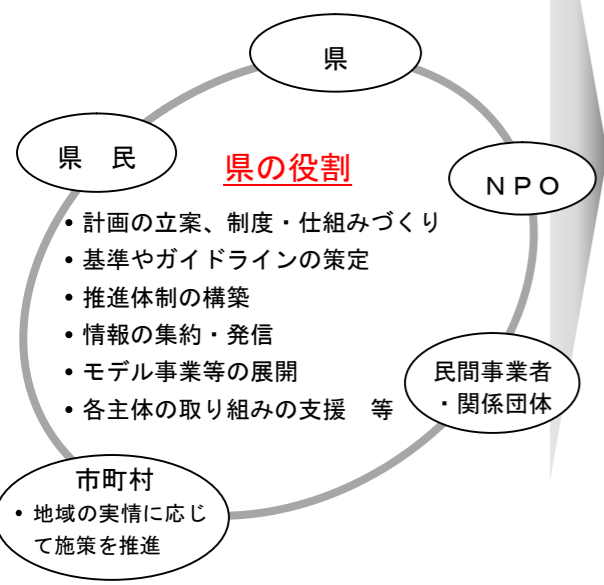 県
県　民
県の役割
ＮＰＯ
• 計画の立案、制度・仕組みづくり
• 基準やガイドラインの策定
• 推進体制の構築
• 情報の集約・発信
• モデル事業等の展開
• 各主体の取り組みの支援　等
民間事業者
・関係団体
市町村
• 地域の実情に応じ
て施策を推進